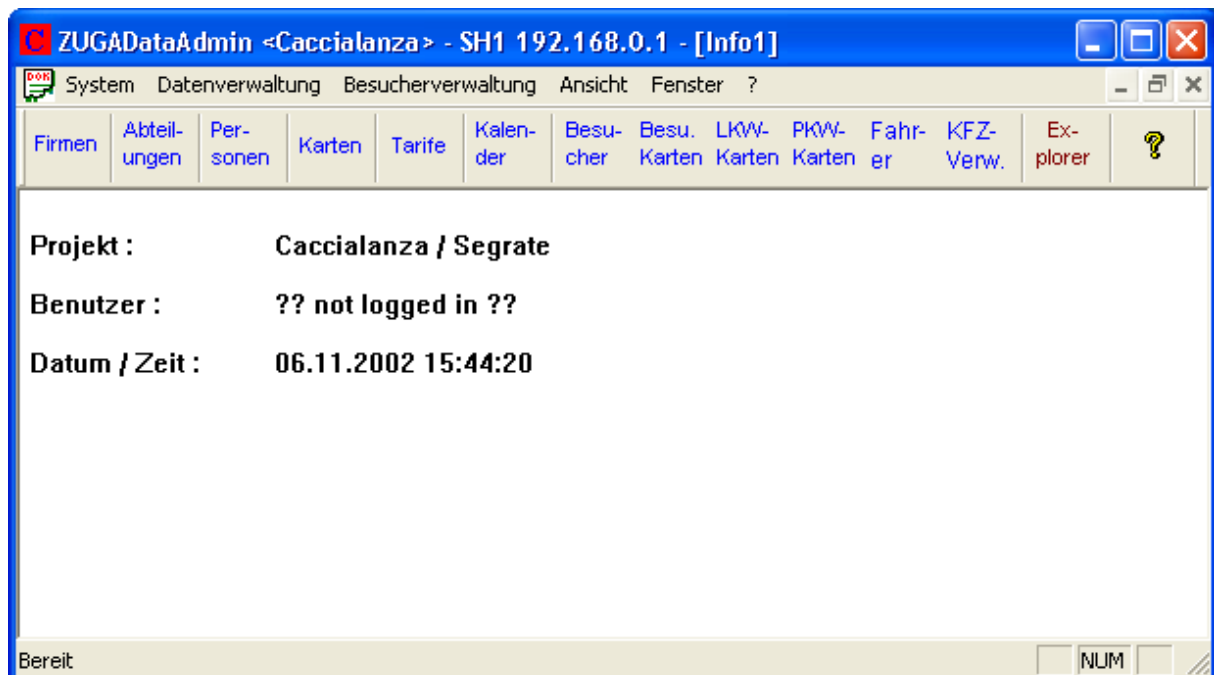 C ZUGADataAdmin <Caccialanza> - SH1 192.168.0.1 - [Info1]
DOK System Datenverwaltung Besucherverwaltung Ansicht Fenster ?
Firmen
Abteil-
ungen
Per-
sonen
Karten
Tarife
Kalen-
der
Besu-
cher
Besu.
Karten
LKW-
Karten
PKW-
Karten
Fahr-
er
KFZ-
Verw.
Ex-
plorer
?
Projekt : Caccialanza / Segrate
Benutzer : ?? not logged in ??
Datum / Zeit : 06.11.2002 15:44:20
Bereit NUM